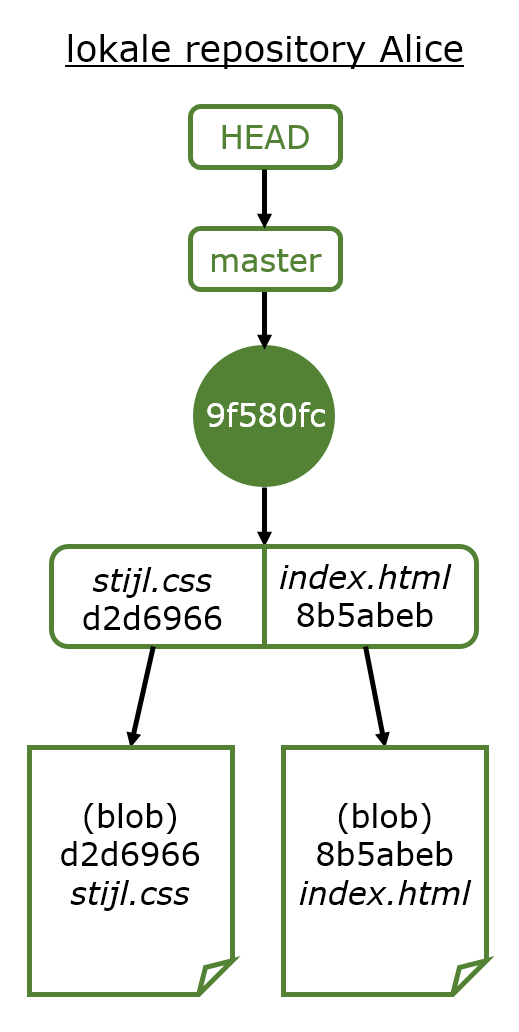 lokale repository Alice
HEAD
master
9f580fc
stijl.css
d2d6966
index.html
8b5abeb
(blob)
d2d6966
stijl.css
(blob)
8b5abeb
index.html